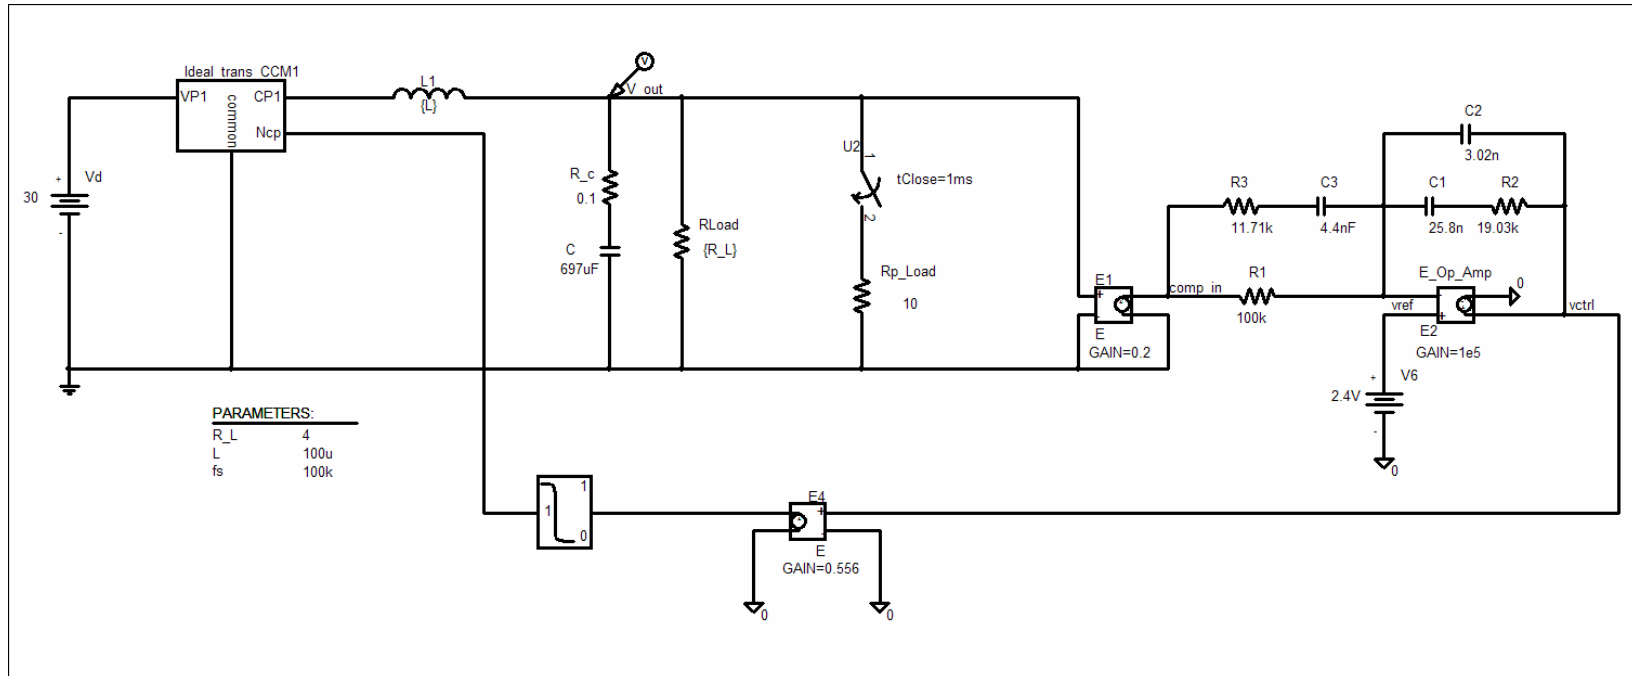 Ideal_trans_CCM1
VP1
common
CP1
Ncp
L1
{L}
V
V_out
+
Vd
30
-
R_c
0.1
C
697uF
RLoad
{R_L}
U2
1
tClose=1ms
2
Rp_Load
10
E1
+
-
E
GAIN=0.2
comp_in
R3
11.71k
C3
4.4nF
R1
100k
C2
3.02n
C1
25.8n
R2
19.03k
E_Op_Amp
-
+
0
vref
E2
GAIN=1e5
vctrl
+
V6
2.4V
-
0
PARAMETERS:
R_L 4
L 100u
fs 100k
1
1
0
E4
+
-
E
GAIN=0.556
0
0